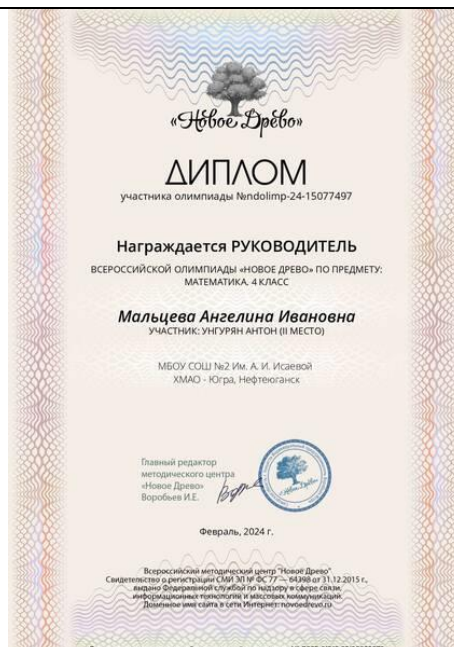 «Новое Древо»
ДИПЛОМ
участника олимпиады №ndolimp-24-15077497
Награждается РУКОВОДИТЕЛЬ
ВСЕРОССИЙСКОЙ ОЛИМПИАДЫ «НОВОЕ ДРЕВО» ПО ПРЕДМЕТУ:
МАТЕМАТИКА. 4 КЛАСС
Мальцева Ангелина Ивановна
УЧАСТНИК: УНГУРЯН АНТОН (II МЕСТО)
МБОУ СОШ №2 Им. А. И. Исаевой
ХМАО - Югра, Нефтеюганск
Главный редактор
методического центра
«Новое Древо»
Воробьев И.Е.
Февраль, 2024 г.
Всероссийский методический центр "Новое Древо".
Свидетельство о регистрации СМИ ЭЛ № ФС 77 — 64398 от 31.12.2015 г.,
выдано Федеральной службой по надзору в сфере связи,
информационных технологий и массовых коммуникаций.
Доменное имя сайта в сети Интернет: novoedrevo.ru